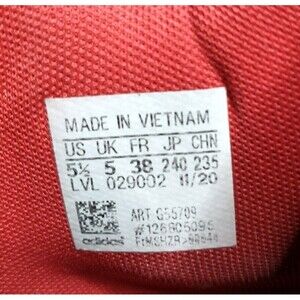 MADE IN VIETNAM
US UK FR JP CHN
5½ 5 38 240 235
LVL 029002 11/20
ART G55709
adidas